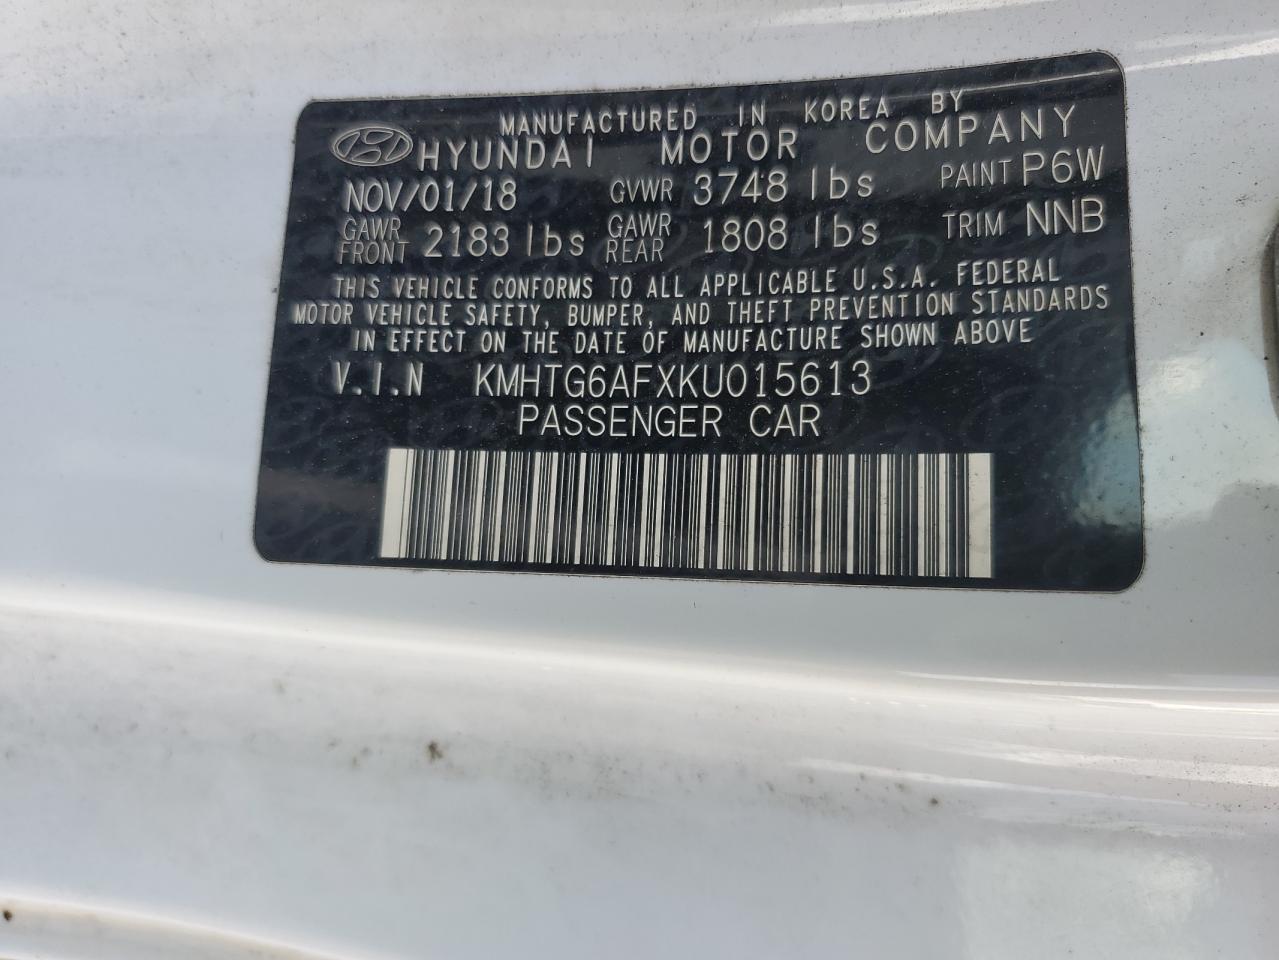 MANUFACTURED IN KOREA BY
HYUNDAI MOTOR COMPANY
NOV/01/18 GVWR 3748 lbs PAINT P6W
GAWR FRONT 2183 lbs GAWR REAR 1808 lbs TRIM NNB
THIS VEHICLE CONFORMS TO ALL APPLICABLE U.S.A. FEDERAL
MOTOR VEHICLE SAFETY, BUMPER, AND THEFT PREVENTION STANDARDS
IN EFFECT ON THE DATE OF MANUFACTURE SHOWN ABOVE
V.I.N KMHTG6AFXKU015613
PASSENGER CAR